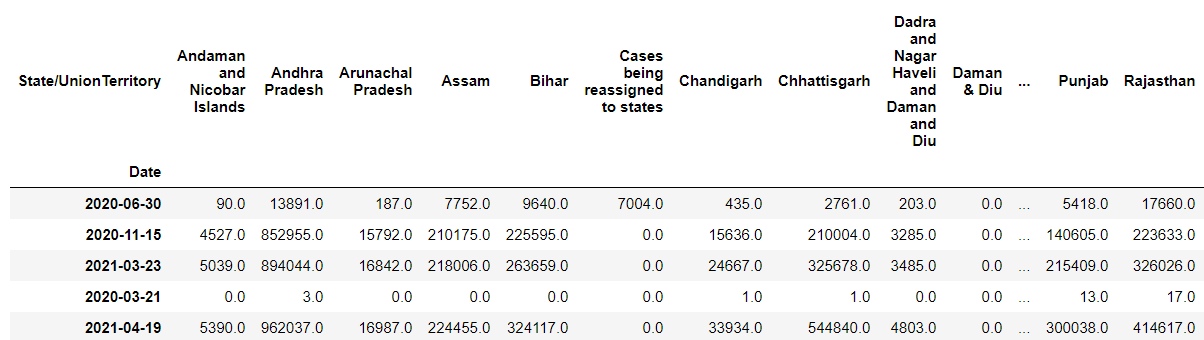 State/UnionTerritory Andaman and Nicobar Islands Andhra Pradesh Arunachal Pradesh Assam Bihar Cases being reassigned to states Chandigarh Chhattisgarh Dadra and Nagar Haveli and Daman and Diu Daman & Diu ... Punjab Rajasthan
Date
2020-06-30 90.0 13891.0 187.0 7752.0 9640.0 7004.0 435.0 2761.0 203.0 0.0 ... 5418.0 17660.0
2020-11-15 4527.0 852955.0 15792.0 210175.0 225595.0 0.0 15636.0 210004.0 3285.0 0.0 ... 140605.0 223633.0
2021-03-23 5039.0 894044.0 16842.0 218006.0 263659.0 0.0 24667.0 325678.0 3485.0 0.0 ... 215409.0 326026.0
2020-03-21 0.0 3.0 0.0 0.0 0.0 0.0 1.0 1.0 0.0 0.0 ... 13.0 17.0
2021-04-19 5390.0 962037.0 16987.0 224455.0 324117.0 0.0 33934.0 544840.0 4803.0 0.0 ... 300038.0 414617.0